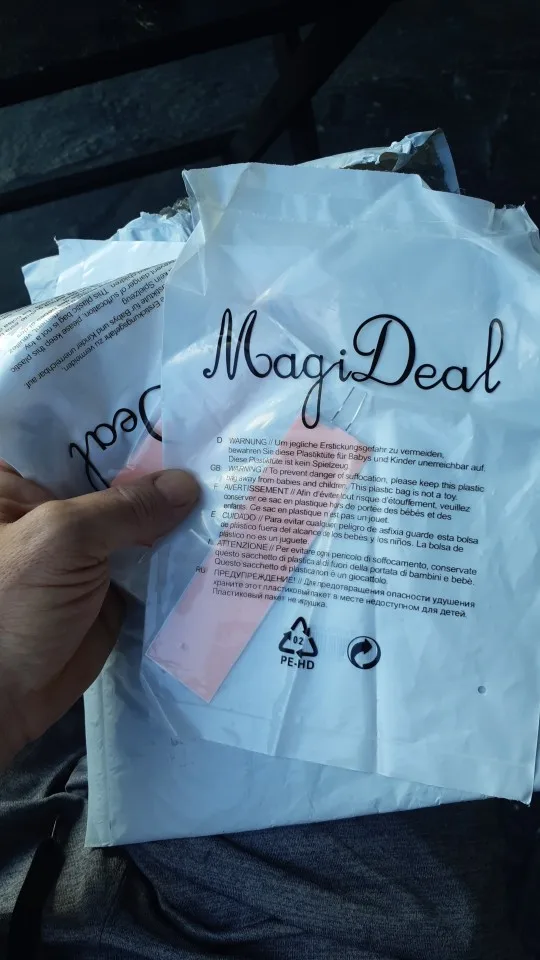 MagiDeal
D WARNUNG // Um jegliche Erstickungsgefahr zu vermeiden,
bewahren Sie diese Plastiktüte für Babys und Kinder unerreichbar auf.
Diese Plastiktüte ist kein Spielzeug.
GB WARNING // To prevent danger of suffocation, please keep this plastic
bag away from babies and children. This plastic bag is not a toy.
F AVERTISSEMENT // Afin d'éviter tout risque d'étouffement, veuillez
conserver ce sac en plastique hors de portée des bébés et des
enfants. Ce sac en plastique n'est pas un jouet.
E CUIDADO // Para evitar cualquier peligro de asfixia guarde esta bolsa
de plástico fuera del alcance de los bebés y los niños. La bolsa de
plástico no es un juguete
I ATTENZIONE // Per evitare ogni pericolo di soffocamento, conservate
questo sacchetto di plastica al di fuori della portata di bambini e bebè.
Questo sacchetto di plastica non è un giocattolo.
RU ПРЕДУПРЕЖДЕНИЕ! // Для предотвращения опасности удушения
храните этот пластиковый пакет в месте недоступном для детей.
Пластиковый пакет не игрушка.
02
PE-HD
Deal